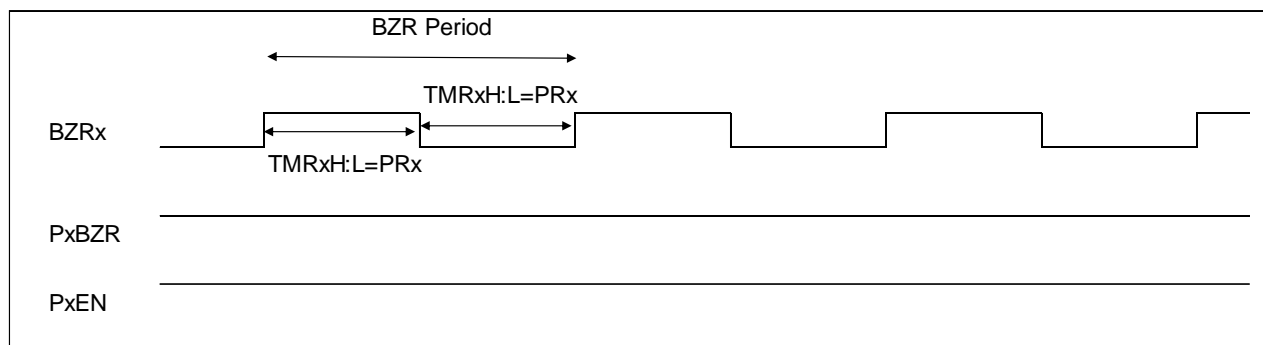 BZR Period
TMRxH:L=PRx
BZRx
TMRxH:L=PRx
PxBZR
PxEN